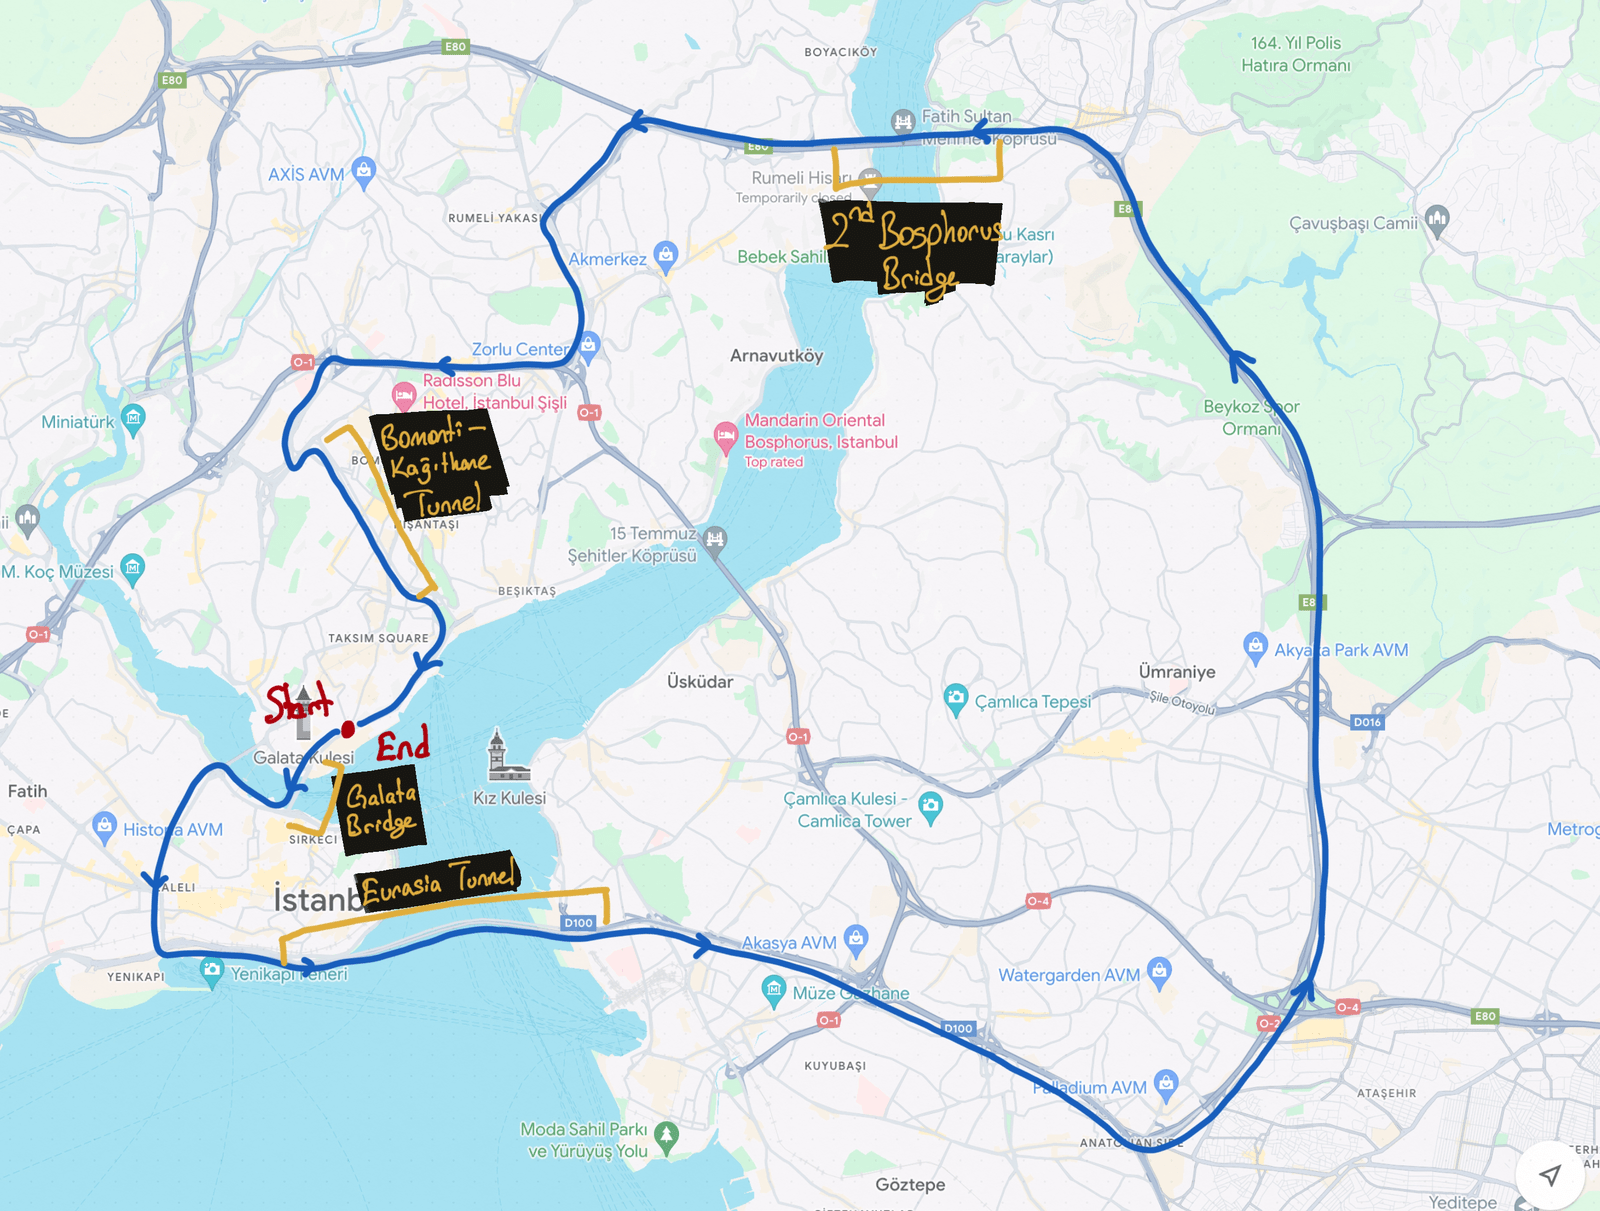 BOYACIKÖY
164. Yıl Polis
Hatıra Ormanı
E80
E80
Fatih Sultan
Mehmet Köprüsü
E80
AXİS AVM
Rumeli Hisarı
Temporarily closed
RUMELİ YAKASI
E80
Çavuşbaşı Camii
2nd Bosphorus
Bridge
u Kasrı
araylar)
Akmerkez
Bebek Sahil
Zorlu Center
Arnavutköy
O-1
Radisson Blu
Hotel, İstanbul Şişli
O-1
Beykoz Spor
Ormanı
Miniatürk
Mandarin Oriental
Bosphorus, Istanbul
Top rated
Bomonti -
Kağıthane
Tunnel
BOM
NİŞANTAŞI
15 Temmuz
Şehitler Köprüsü
M. Koç Müzesi
BEŞİKTAŞ
E8
O-1
TAKSIM SQUARE
Akyaka Park AVM
Üsküdar
Ümraniye
Şile Otoyolu
Çamlıca Tepesi
D016
Start
End
O-1
Galata Kulesi
Kız Kulesi
Fatih
Galata
Bridge
Çamlıca Kulesi -
Camlica Tower
ÇAPA
Historia AVM
SIRKECI
Metrog
LALELI
Eurasia Tunnel
İstanb
O-4
D100
Akasya AVM
YENIKAPI
Yenikapı Feneri
Watergarden AVM
Müze Gazhane
O-1
D100
O-2
O-4
E80
KUYUBAŞI
Palladium AVM
ATAŞEHIR
Moda Sahil Parkı
ve Yürüyüş Yolu
ANATOLIAN SIDE
Göztepe
Yeditepe